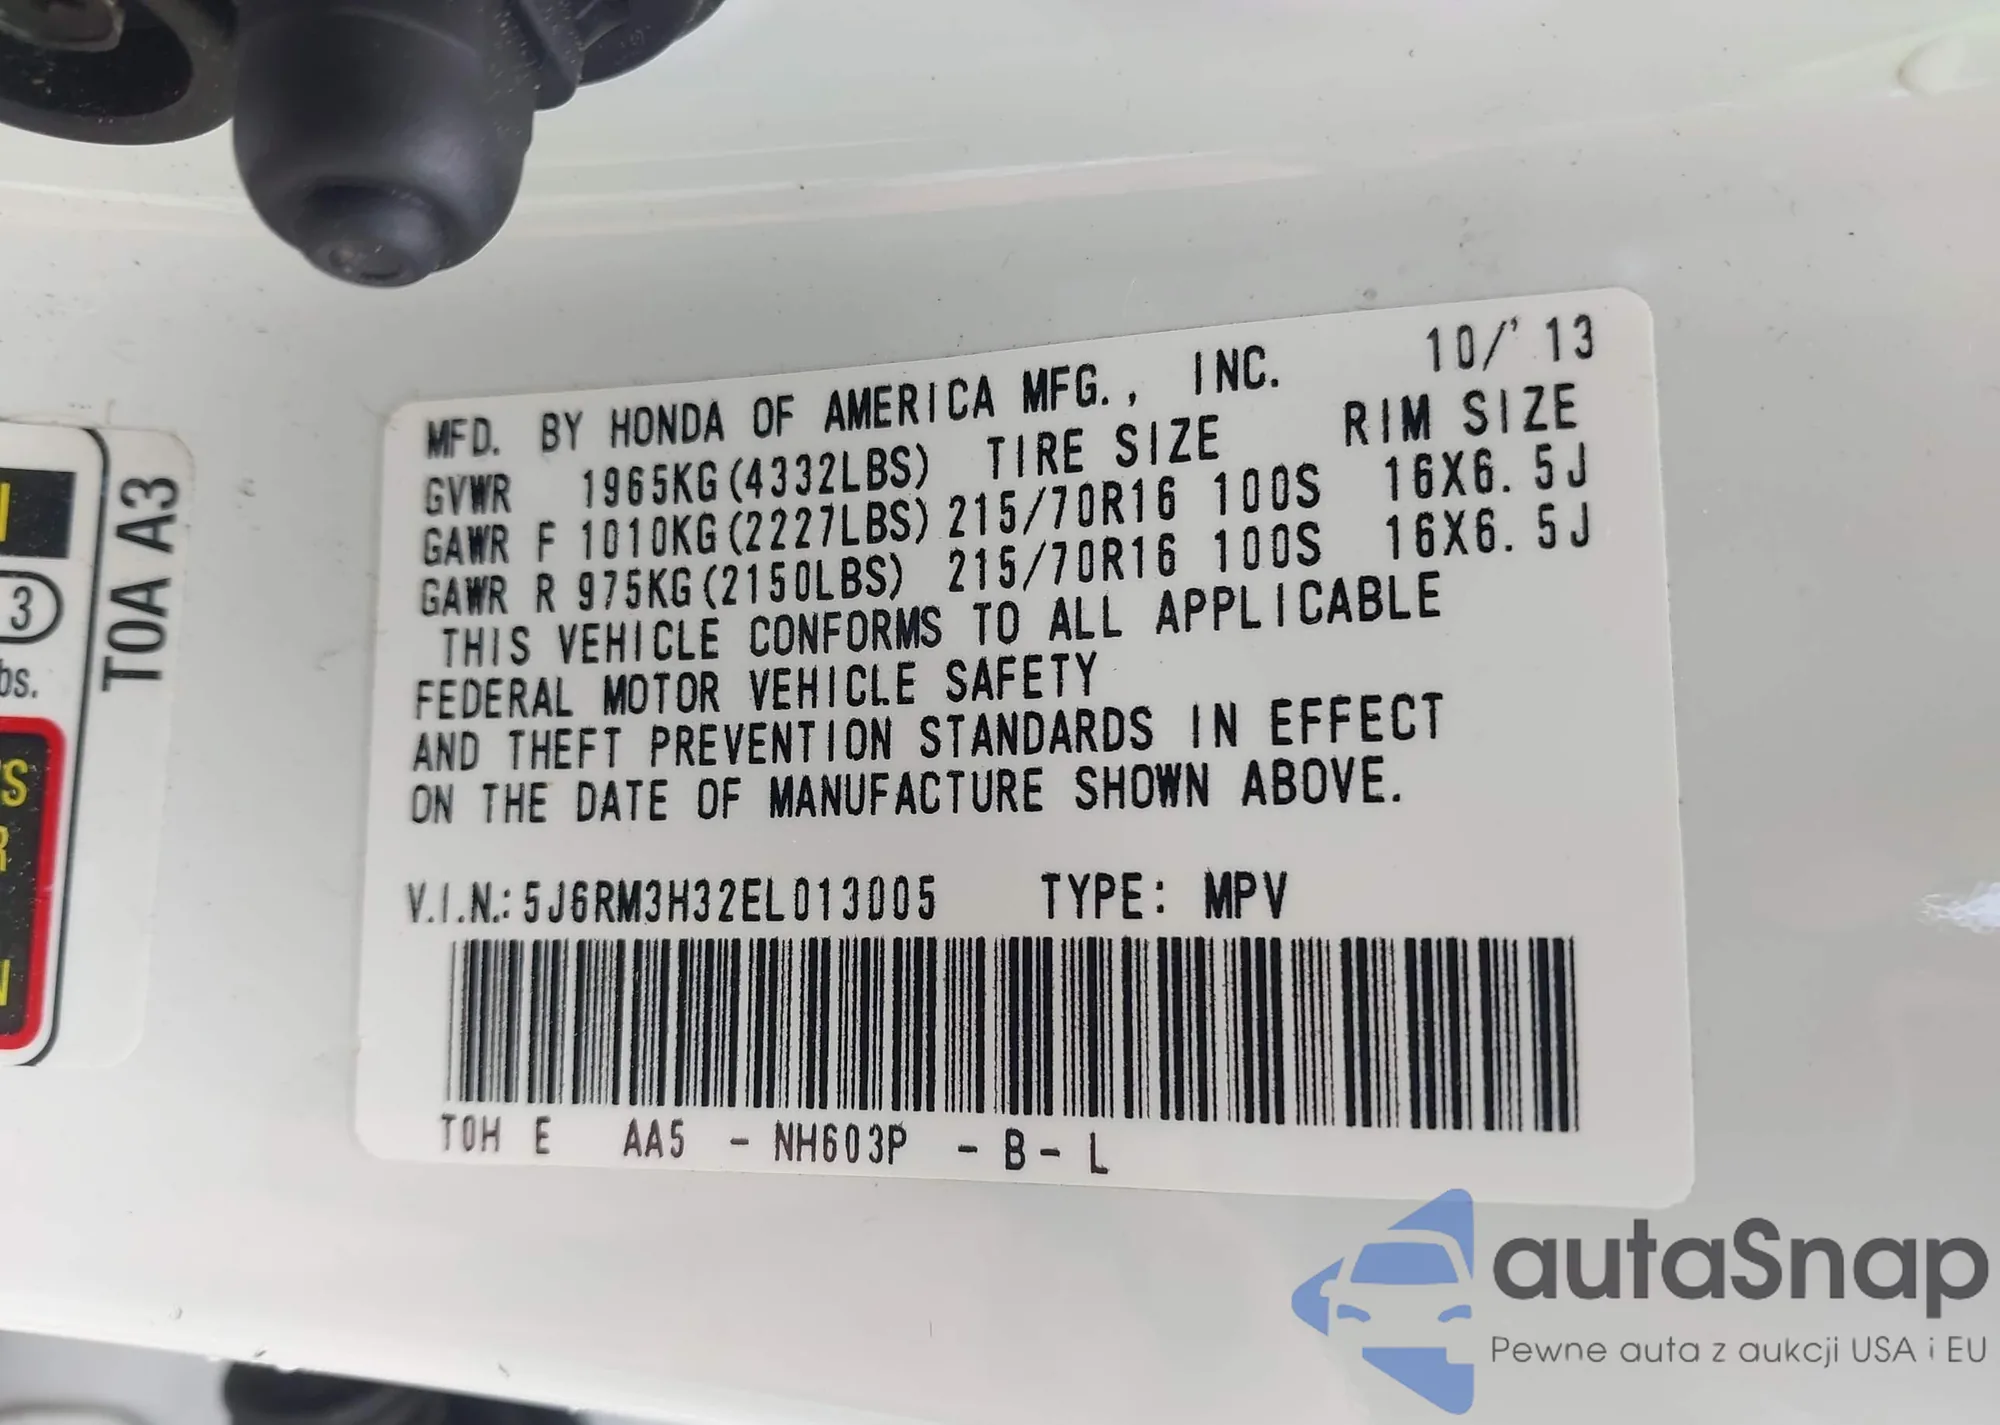 MFD. BY HONDA OF AMERICA MFG., INC. 10/'13
GVWR 1965KG(4332LBS) TIRE SIZE RIM SIZE
GAWR F 1010KG(2227LBS) 215/70R16 100S 16X6.5J
GAWR R 975KG(2150LBS) 215/70R16 100S 16X6.5J
THIS VEHICLE CONFORMS TO ALL APPLICABLE
FEDERAL MOTOR VEHICLE SAFETY
AND THEFT PREVENTION STANDARDS IN EFFECT
ON THE DATE OF MANUFACTURE SHOWN ABOVE.
V.I.N.: 5J6RM3H32EL013005 TYPE: MPV
T0H E AA5 - NH603P - B - L
T0A A3
3
autaSnap
Pewne auta z aukcji USA i EU